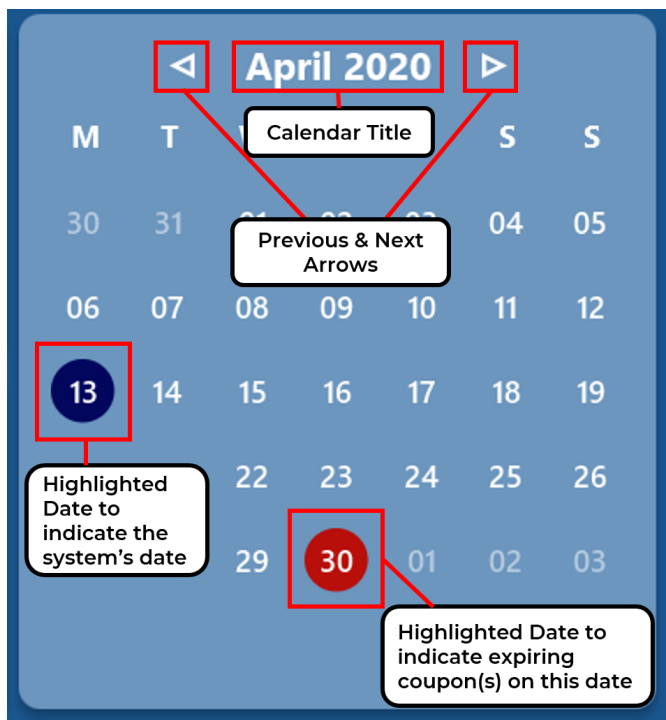 April 2020
Calendar Title
M T S S
30 31 04 05
Previous & Next
Arrows
06 07 08 09 10 11 12
13 14 15 16 17 18 19
Highlighted
Date to
indicate the
system's date
22 23 24 25 26
29 30 01 02 03
Highlighted Date to
indicate expiring
coupon(s) on this date